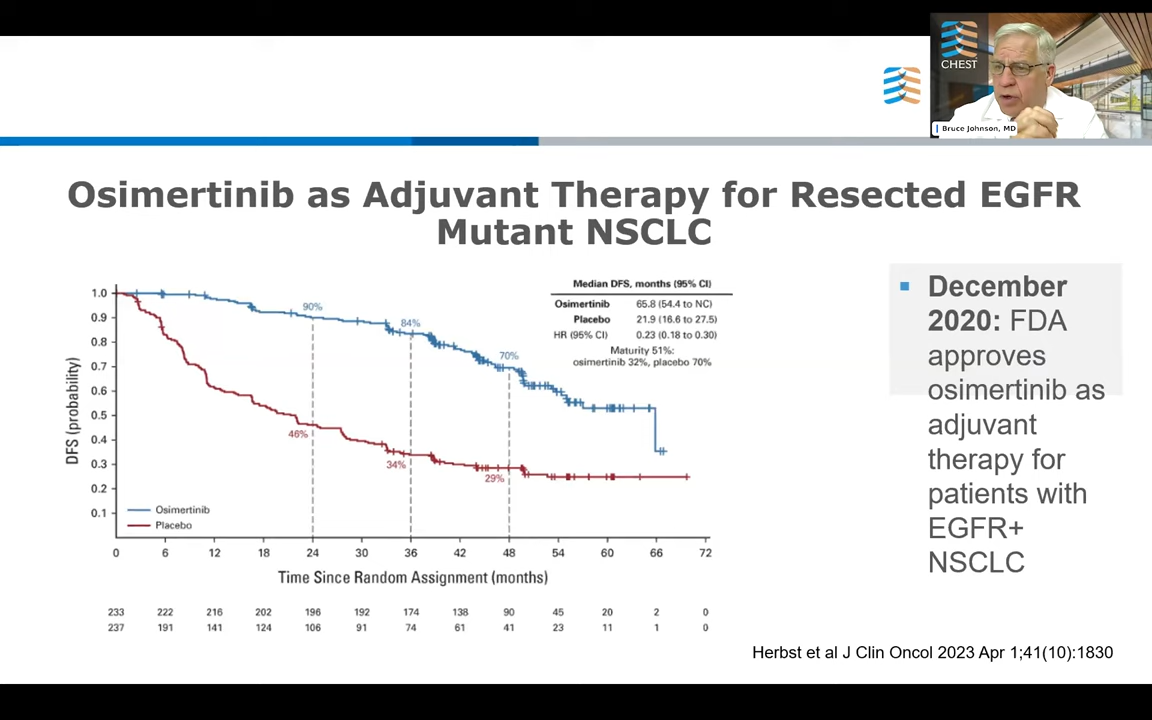 CHEST
Bruce Johnson, MD
Osimertinib as Adjuvant Therapy for Resected EGFR
Mutant NSCLC
Median DFS, months (95% CI)
Osimertinib 65.8 (54.4 to NC)
Placebo 21.9 (16.6 to 27.5)
HR (95% CI) 0.23 (0.18 to 0.30)
Maturity 51%:
osimertinib 32%, placebo 70%
DFS (probability)
1.0
0.9
0.8
0.7
0.6
0.5
0.4
0.3
0.2
0.1
90%
84%
70%
46%
34%
29%
Osimertinib
Placebo
0 6 12 18 24 30 36 42 48 54 60 66 72
Time Since Random Assignment (months)
233 222 216 202 196 192 174 138 90 45 20 2 0
237 191 141 124 106 91 74 61 41 23 11 1 0
December
2020: FDA
approves
osimertinib as
adjuvant
therapy for
patients with
EGFR+
NSCLC
Herbst et al J Clin Oncol 2023 Apr 1;41(10):1830